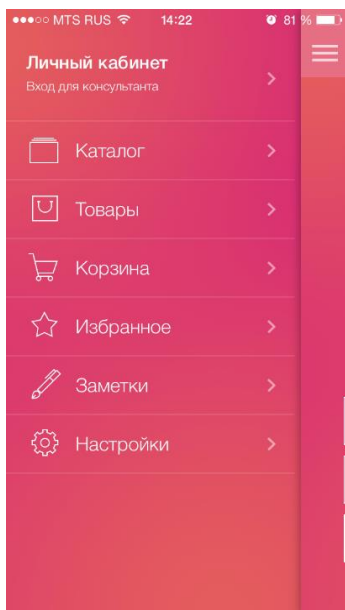 MTS RUS 14:22 81 %
Личный кабинет
Вход для консультанта
Каталог
Товары
Корзина
Избранное
Заметки
Настройки